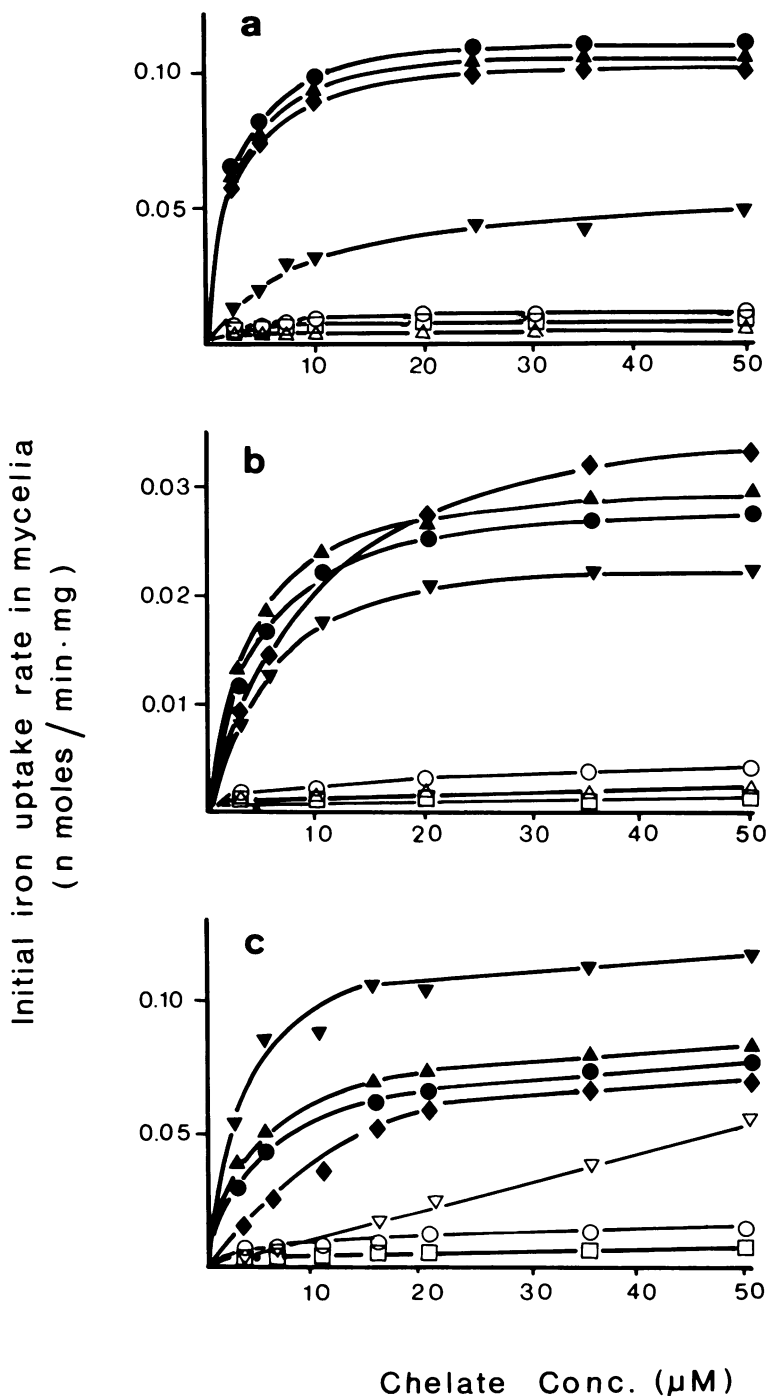 a
0.10
0.05
10 20 30 40 50
b
0.03
0.02
0.01
10 20 30 40 50
c
0.10
0.05
10 20 30 40 50
Initial iron uptake rate in mycelia
(n moles/min·mg)
Chelate Conc. (µM)